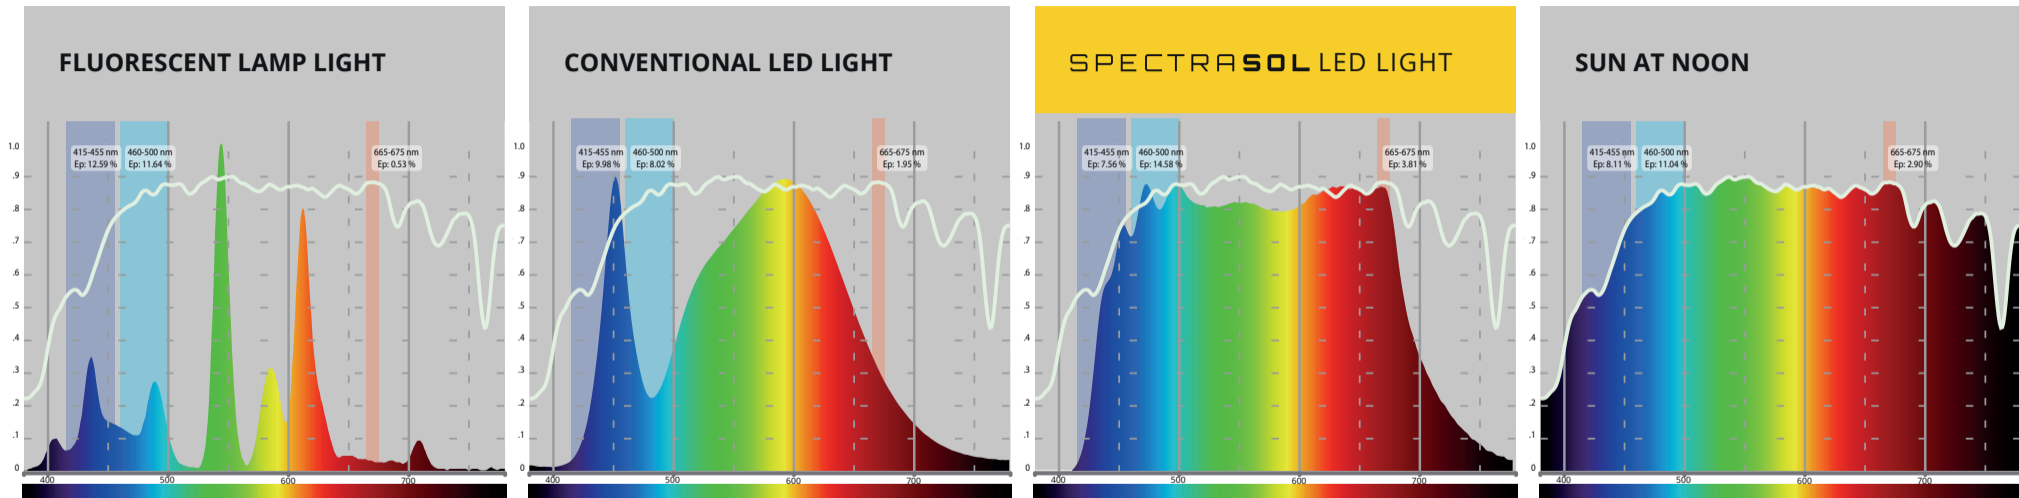 FLUORESCENT LAMP LIGHT
1.0
.9
.8
.7
.6
.5
.4
.3
.2
.1
0
415-455 nm
Ep: 12.59 %
460-500 nm
Ep: 11.64 %
665-675 nm
Ep: 0.53 %
400 500 600 700
CONVENTIONAL LED LIGHT
1.0
.9
.8
.7
.6
.5
.4
.3
.2
.1
0
415-455 nm
Ep: 9.98 %
460-500 nm
Ep: 8.02 %
665-675 nm
Ep: 1.95 %
400 500 600 700
SPECTRASOL LED LIGHT
1.0
.9
.8
.7
.6
.5
.4
.3
.2
.1
0
415-455 nm
Ep: 7.56 %
460-500 nm
Ep: 14.58 %
665-675 nm
Ep: 3.81 %
400 500 600 700
SUN AT NOON
1.0
.9
.8
.7
.6
.5
.4
.3
.2
.1
0
415-455 nm
Ep: 8.11 %
460-500 nm
Ep: 11.04 %
665-675 nm
Ep: 2.90 %
400 500 600 700